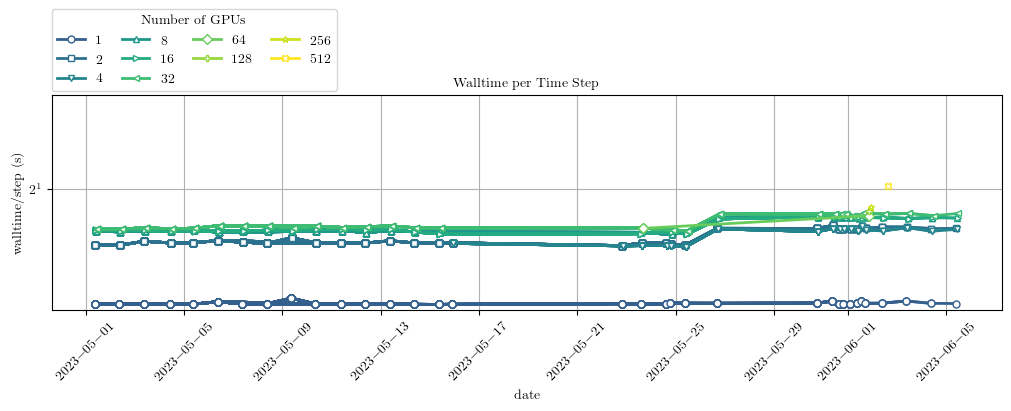 Number of GPUs
1 8 64 256
2 16 128 512
4 32
Walltime per Time Step
walltime/step (s)
2¹
2023−05−01 2023−05−05 2023−05−09 2023−05−13 2023−05−17 2023−05−21 2023−05−25 2023−05−29 2023−06−01 2023−06−05
date